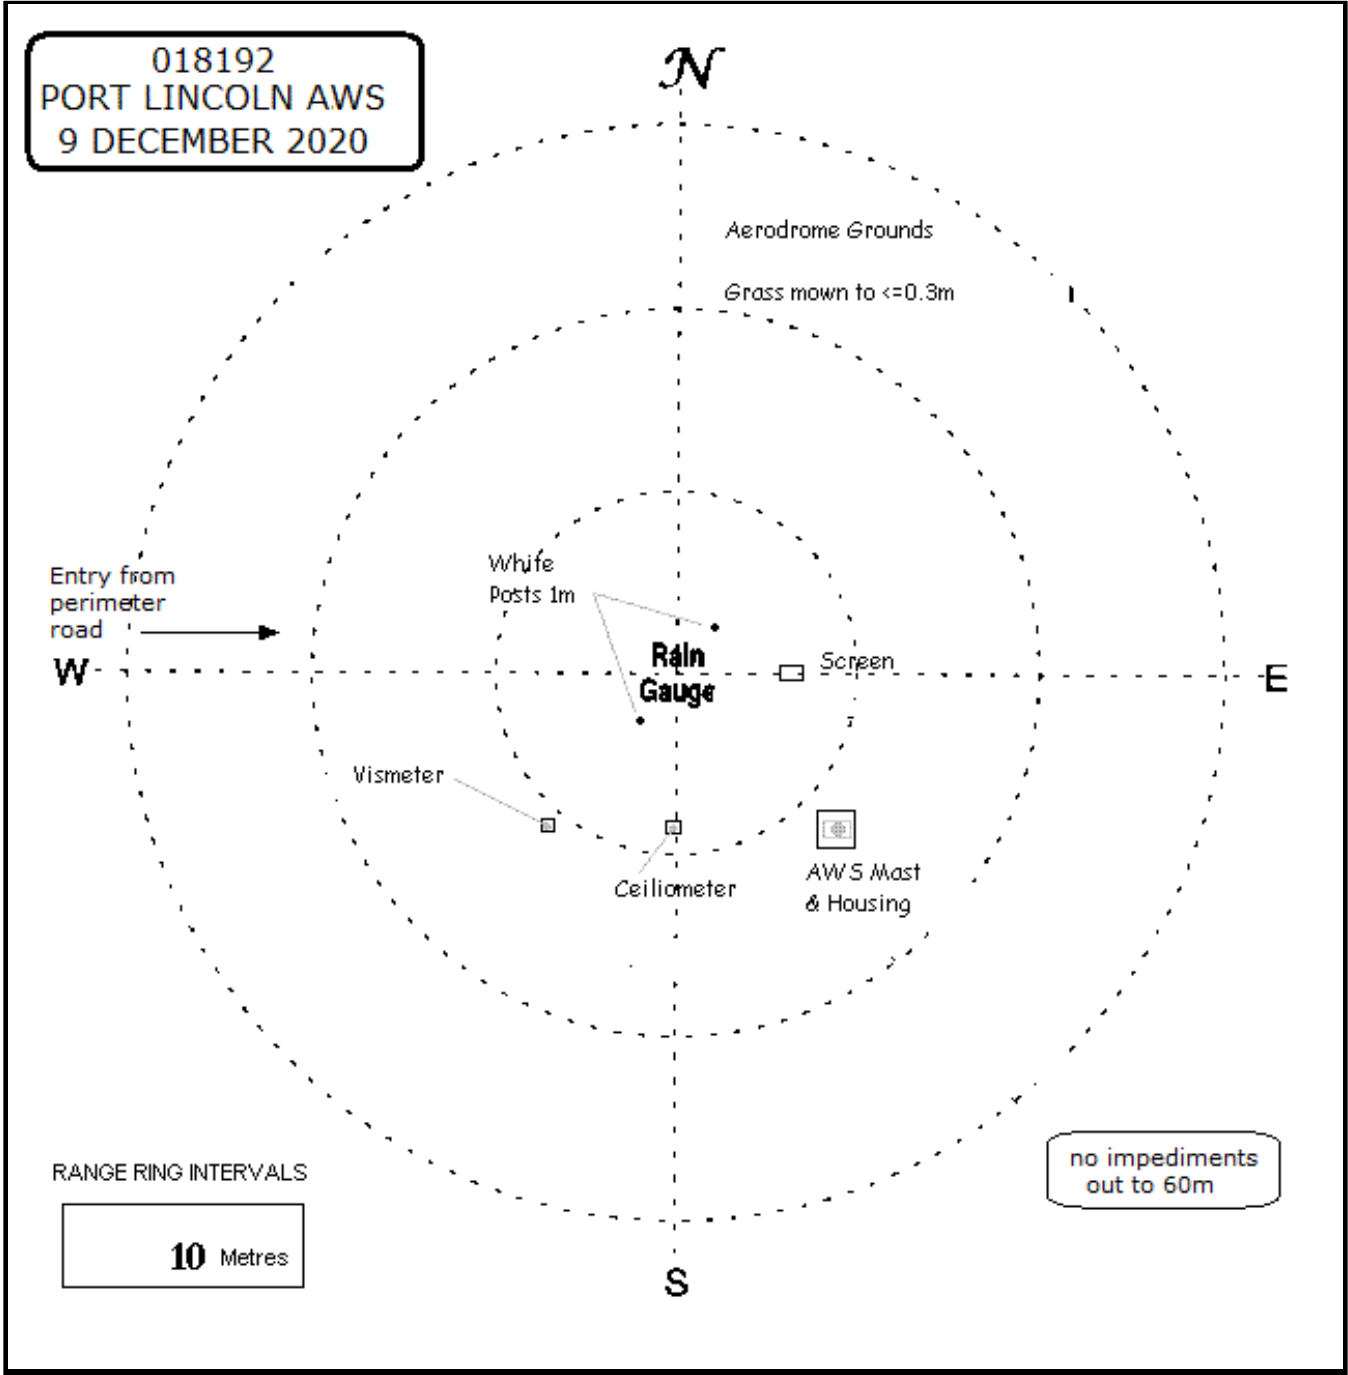 018192
PORT LINCOLN AWS
9 DECEMBER 2020
N
Aerodrome Grounds
Grass mown to <=0.3m
White
Posts 1m
Entry from
perimeter
road
W
Rain
Gauge
Screen
E
Vismeter
Ceiliometer
AWS Mast
& Housing
RANGE RING INTERVALS
10 Metres
no impediments
out to 60m
S